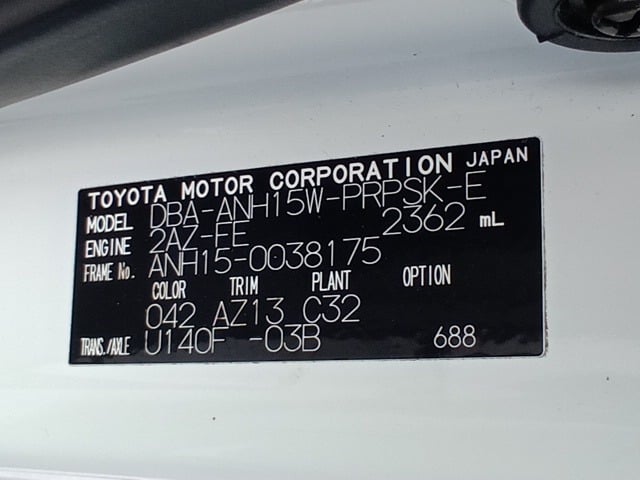 TOYOTA MOTOR CORPORATION JAPAN
MODEL DBA-ANH15W-PRPSK-E
ENGINE 2AZ-FE 2362 mL
FRAME No. ANH15-0038175
COLOR TRIM PLANT OPTION
042 AZ13 C32
TRANS./AXLE U140F -03B 688